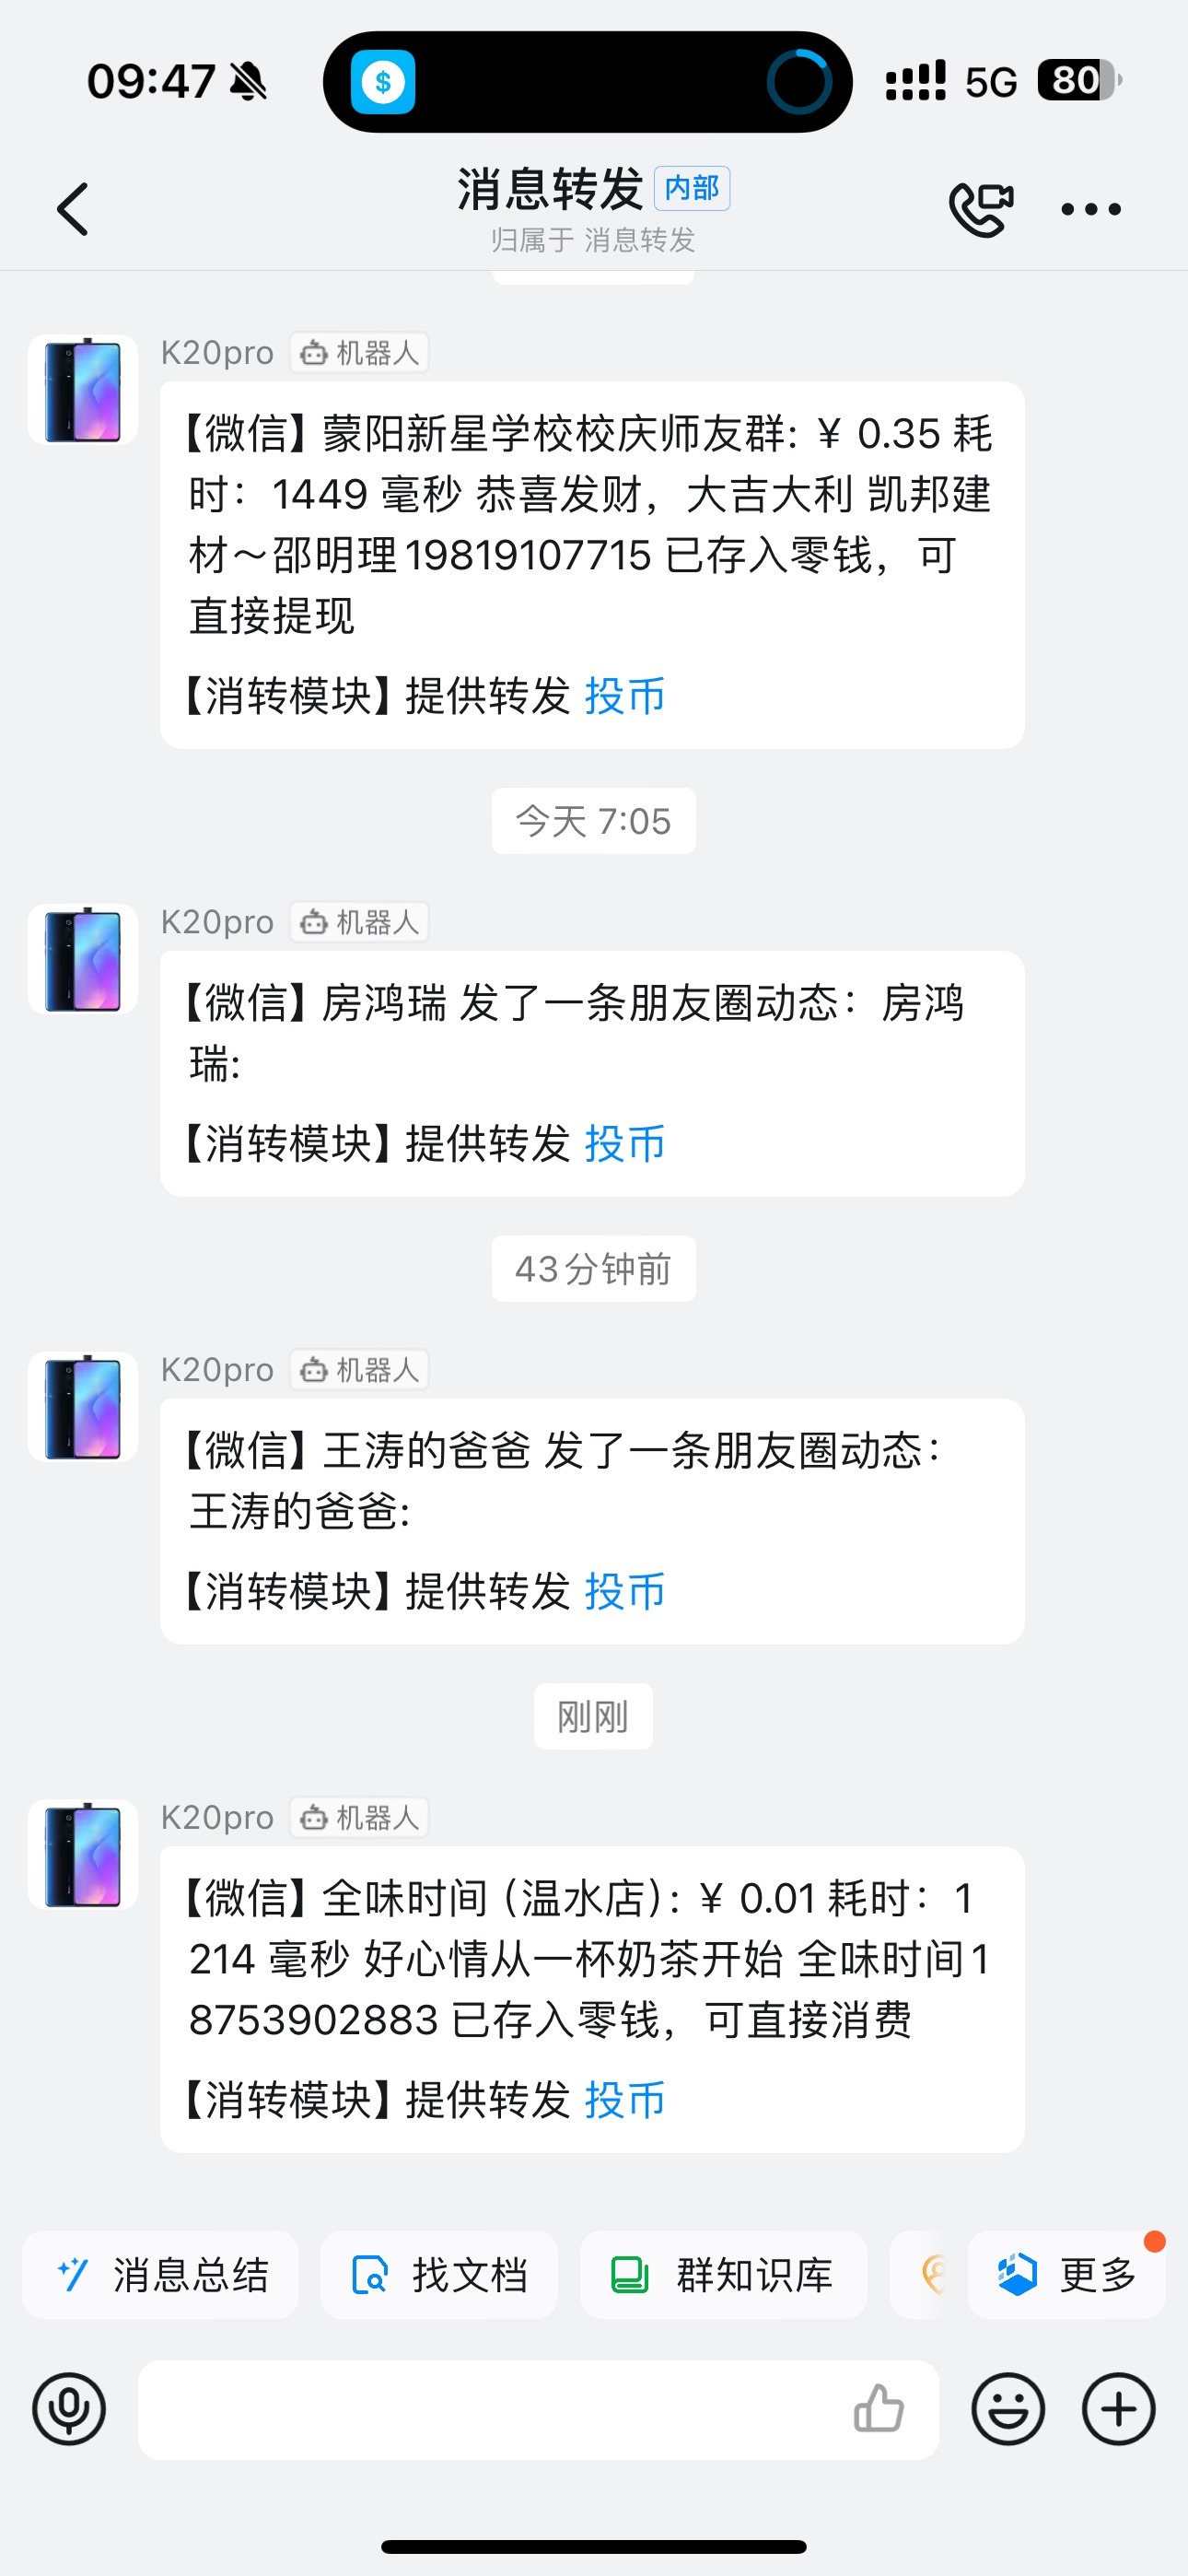 09:47
$
5G
80
消息转发 内部
归属于 消息转发
K20pro 机器人
【微信】蒙阳新星学校校庆师友群: ¥ 0.35 耗
时：1449 毫秒 恭喜发财，大吉大利 凯邦建
材～邵明理19819107715 已存入零钱，可
直接提现
【消转模块】提供转发 投币
今天 7:05
K20pro 机器人
【微信】房鸿瑞 发了一条朋友圈动态：房鸿
瑞:
【消转模块】提供转发 投币
43分钟前
K20pro 机器人
【微信】王涛的爸爸 发了一条朋友圈动态：
王涛的爸爸:
【消转模块】提供转发 投币
刚刚
K20pro 机器人
【微信】全味时间（温水店）: ¥ 0.01 耗时：1
214 毫秒 好心情从一杯奶茶开始 全味时间1
8753902883 已存入零钱，可直接消费
【消转模块】提供转发 投币
消息总结 找文档 群知识库 更多